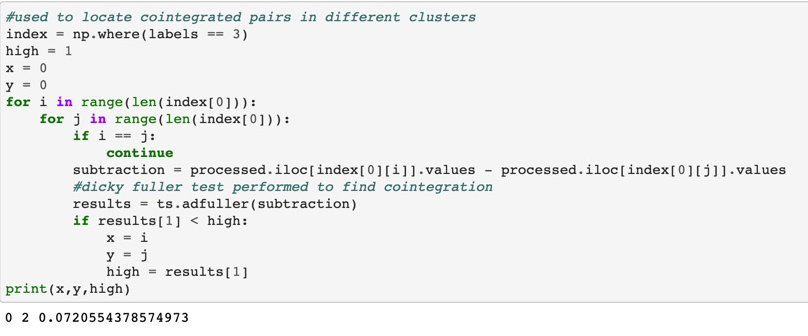 #used to locate cointegrated pairs in different clusters
index = np.where(labels == 3)
high = 1
x = 0
y = 0
for i in range(len(index[0])):
    for j in range(len(index[0])):
        if i == j:
            continue
        subtraction = processed.iloc[index[0][i]].values - processed.iloc[index[0][j]].values
        #dicky fuller test performed to find cointegration
        results = ts.adfuller(subtraction)
        if results[1] < high:
            x = i
            y = j
            high = results[1]
print(x,y,high)
0 2 0.0720554378574973